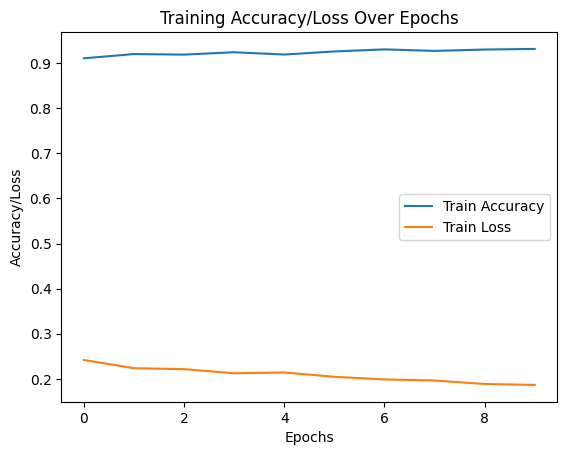 Training Accuracy/Loss Over Epochs
Accuracy/Loss
0.9
0.8
0.7
0.6
0.5
0.4
0.3
0.2
Train Accuracy
Train Loss
0 2 4 6 8
Epochs